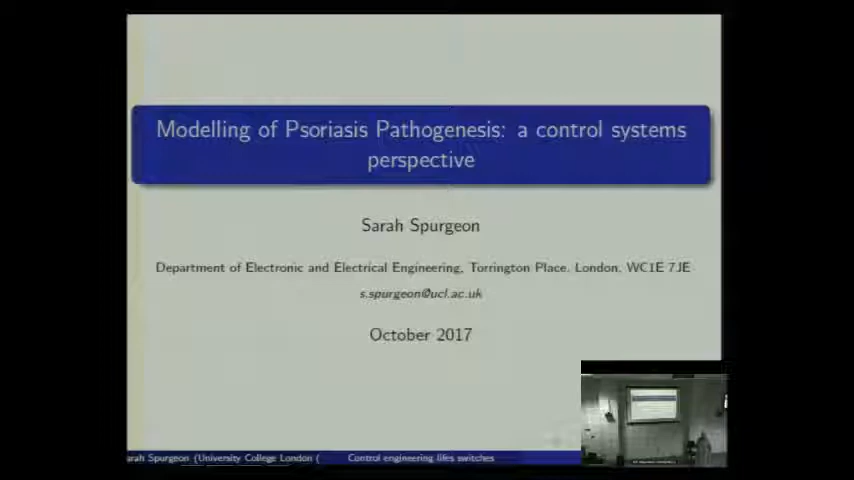 Modelling of Psoriasis Pathogenesis: a control systems
perspective
Sarah Spurgeon
Department of Electronic and Electrical Engineering, Torrington Place, London, WC1E 7JE
s.spurgeon@ucl.ac.uk
October 2017
arah Spurgeon (University College London (
Control engineering lifes switches